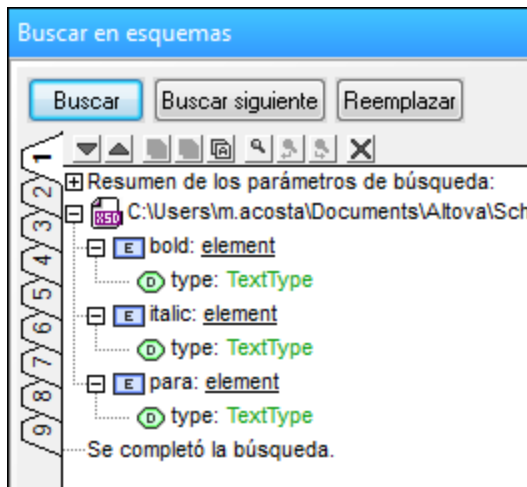 Buscar en esquemas
Buscar Buscar siguiente Reemplazar
1
2
3
4
5
6
7
8
9
Resumen de los parámetros de búsqueda:
XSD C:\Users\m.acosta\Documents\Altova\Sch
E bold: element
D type: TextType
E italic: element
D type: TextType
E para: element
D type: TextType
Se completó la búsqueda.